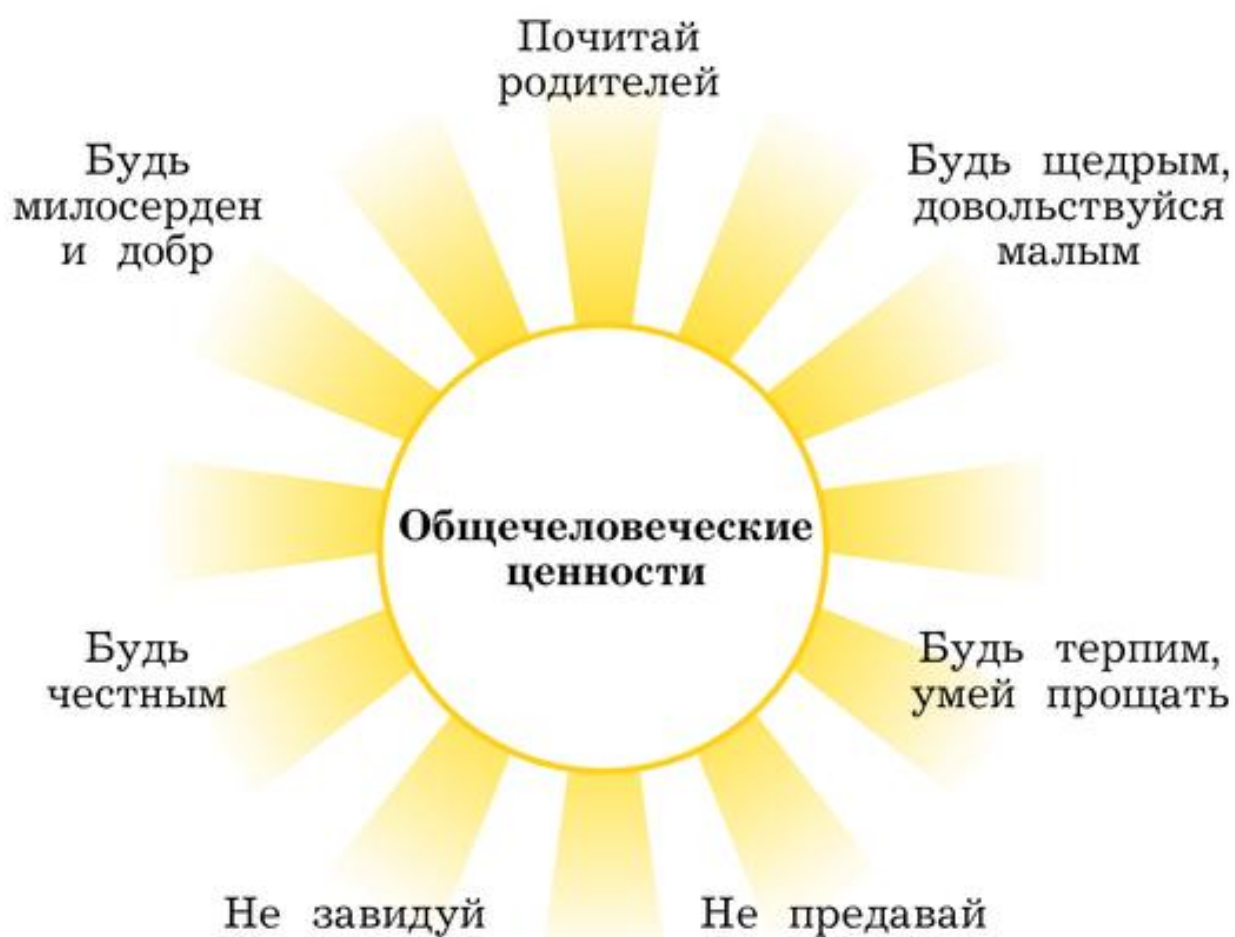 Почитай
родителей
Будь
милосерден
и добр
Будь щедрым,
довольствуйся
малым
Общечеловеческие
ценности
Будь
честным
Будь терпим,
умей прощать
Не завидуй
Не предавай